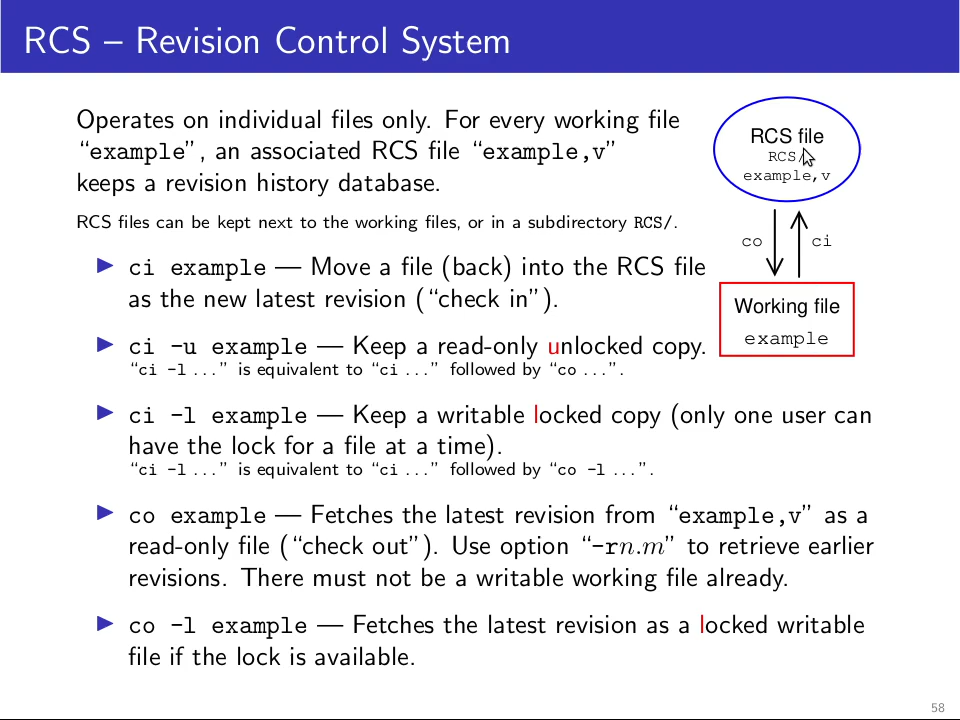 RCS – Revision Control System
Operates on individual files only. For every working file
“example”, an associated RCS file “example,v”
keeps a revision history database.
RCS files can be kept next to the working files, or in a subdirectory RCS/.
▶ ci example — Move a file (back) into the RCS file
as the new latest revision (“check in”).
▶ ci -u example — Keep a read-only unlocked copy.
“ci -l ...” is equivalent to “ci ...” followed by “co ...”.
▶ ci -l example — Keep a writable locked copy (only one user can
have the lock for a file at a time).
“ci -l ...” is equivalent to “ci ...” followed by “co -l ...”.
▶ co example — Fetches the latest revision from “example,v” as a
read-only file (“check out”). Use option “-rn.m” to retrieve earlier
revisions. There must not be a writable working file already.
▶ co -l example — Fetches the latest revision as a locked writable
file if the lock is available.
RCS file
RCS/
example,v
co
ci
Working file
example
58